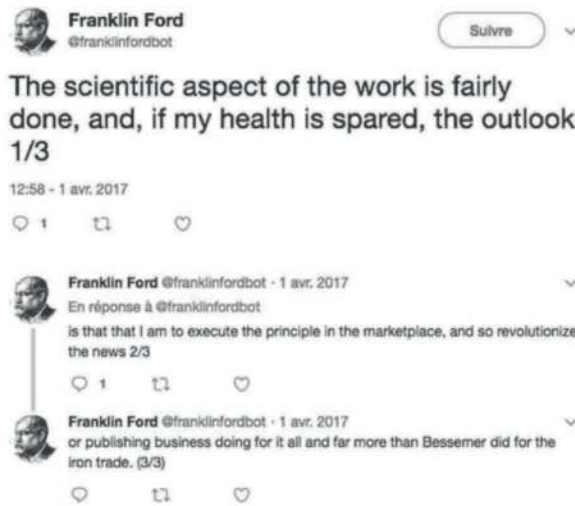 Franklin Ford
@franklinfordbot
Suivre
The scientific aspect of the work is fairly
done, and, if my health is spared, the outlook
1/3
12:58 - 1 avr. 2017
1
Franklin Ford @franklinfordbot · 1 avr. 2017
En réponse à @franklinfordbot
is that that I am to execute the principle in the marketplace, and so revolutionize
the news 2/3
1
Franklin Ford @franklinfordbot · 1 avr. 2017
or publishing business doing for it all and far more than Bessemer did for the
iron trade. (3/3)